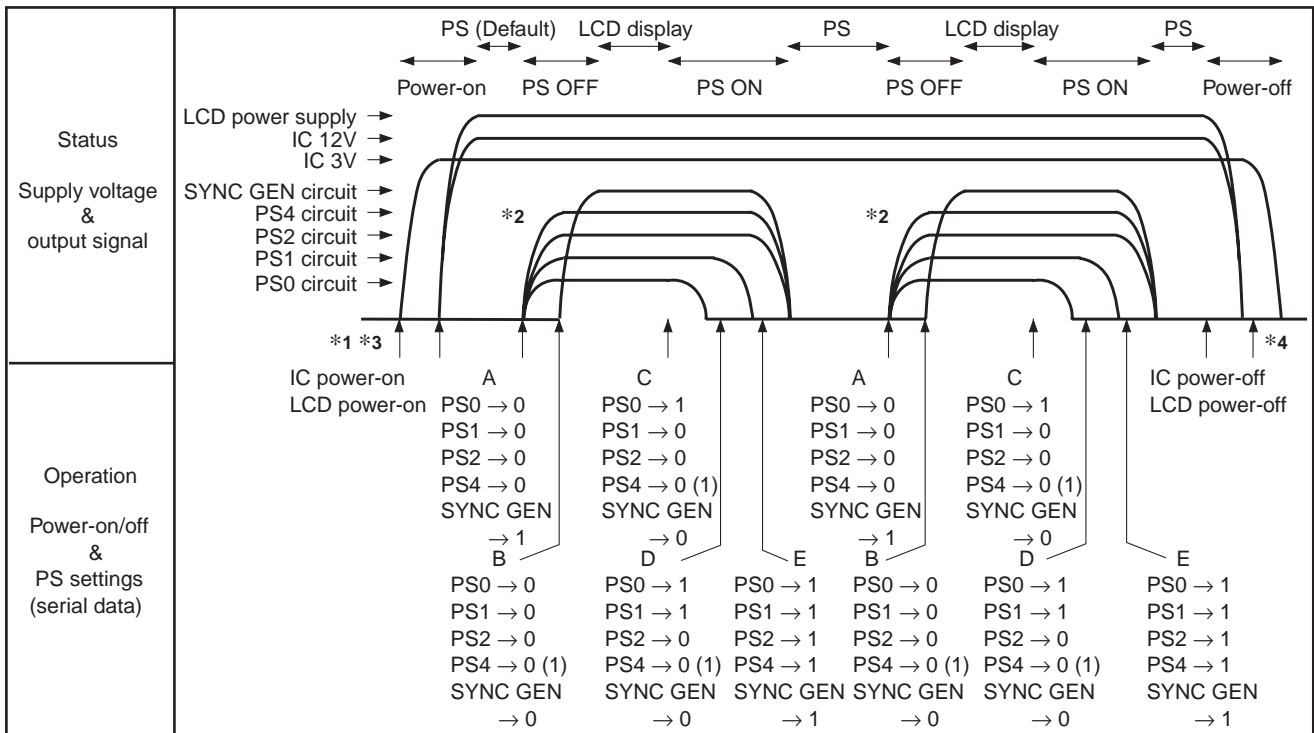 PS (Default) LCD display PS LCD display PS
Power-on PS OFF PS ON PS OFF PS ON Power-off
Status
Supply voltage
&
output signal
LCD power supply
IC 12V
IC 3V
SYNC GEN circuit
PS4 circuit
PS2 circuit
PS1 circuit
PS0 circuit
*2 *2
*1 *3 *4
Operation
Power-on/off
&
PS settings
(serial data)
IC power-on
LCD power-on
A
PS0 → 0
PS1 → 0
PS2 → 0
PS4 → 0
SYNC GEN
→ 1
C
PS0 → 1
PS1 → 0
PS2 → 0
PS4 → 0 (1)
SYNC GEN
→ 0
A
PS0 → 0
PS1 → 0
PS2 → 0
PS4 → 0
SYNC GEN
→ 1
C
PS0 → 1
PS1 → 0
PS2 → 0
PS4 → 0 (1)
SYNC GEN
→ 0
IC power-off
LCD power-off
B
PS0 → 0
PS1 → 0
PS2 → 0
PS4 → 0 (1)
SYNC GEN
→ 0
D
PS0 → 1
PS1 → 1
PS2 → 0
PS4 → 0 (1)
SYNC GEN
→ 0
E
PS0 → 1
PS1 → 1
PS2 → 1
PS4 → 1
SYNC GEN
→ 1
B
PS0 → 0
PS1 → 0
PS2 → 0
PS4 → 0 (1)
SYNC GEN
→ 0
D
PS0 → 1
PS1 → 1
PS2 → 0
PS4 → 0 (1)
SYNC GEN
→ 0
E
PS0 → 1
PS1 → 1
PS2 → 1
PS4 → 1
SYNC GEN
→ 1